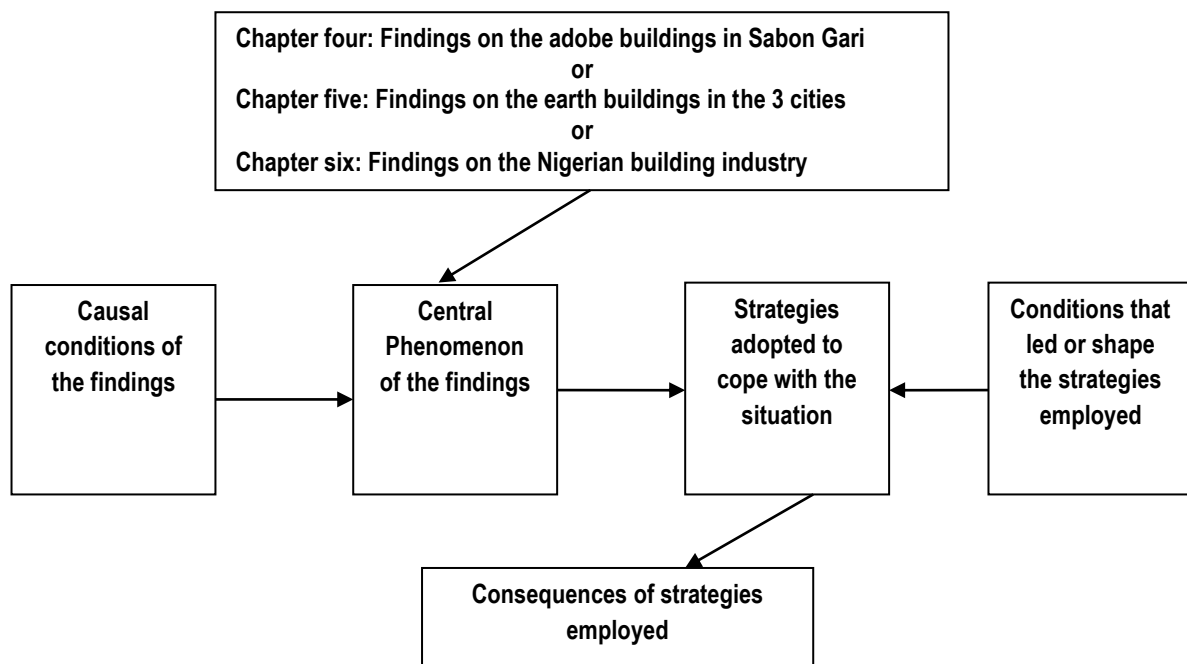 Chapter four: Findings on the adobe buildings in Sabon Gari
or
Chapter five: Findings on the earth buildings in the 3 cities
or
Chapter six: Findings on the Nigerian building industry
Causal
conditions of
the findings
Central
Phenomenon
of the findings
Strategies
adopted to
cope with the
situation
Conditions that
led or shape
the strategies
employed
Consequences of strategies
employed